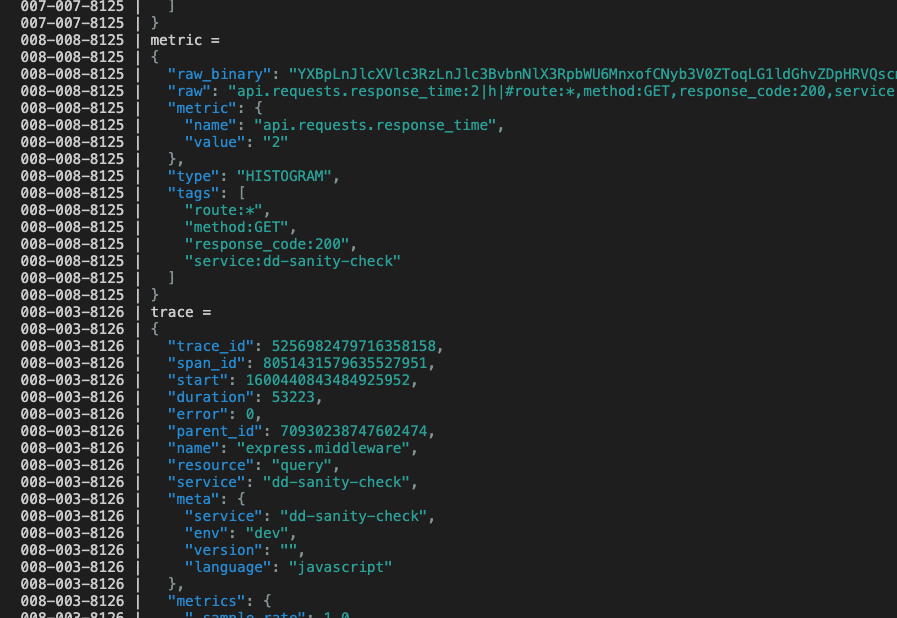 007-007-8125 |   ]
007-007-8125 | }
008-008-8125 | metric =
008-008-8125 | {
008-008-8125 |   "raw_binary":
008-008-8125 |   "raw": "api.requests.response_time:2|h|#route:*,method:GET,response_code:200,service
008-008-8125 |   "metric": {
008-008-8125 |     "name": "api.requests.response_time",
008-008-8125 |     "value": "2"
008-008-8125 |   },
008-008-8125 |   "type": "HISTOGRAM",
008-008-8125 |   "tags": [
008-008-8125 |     "route:*",
008-008-8125 |     "method:GET",
008-008-8125 |     "response_code:200",
008-008-8125 |     "service:dd-sanity-check"
008-008-8125 |   ]
008-008-8125 | }
008-003-8126 | trace =
008-003-8126 | {
008-003-8126 |   "trace_id": 5256982479716358158,
008-003-8126 |   "span_id": 8051431579635527951,
008-003-8126 |   "start": 1600440843484925952,
008-003-8126 |   "duration": 53223,
008-003-8126 |   "error": 0,
008-003-8126 |   "parent_id": 70930238747602474,
008-003-8126 |   "name": "express.middleware",
008-003-8126 |   "resource": "query",
008-003-8126 |   "service": "dd-sanity-check",
008-003-8126 |   "meta": {
008-003-8126 |     "service": "dd-sanity-check",
008-003-8126 |     "env": "dev",
008-003-8126 |     "version": "",
008-003-8126 |     "language": "javascript"
008-003-8126 |   },
008-003-8126 |   "metrics": {
008-003-8126 |     "_sample_rate": 1.0